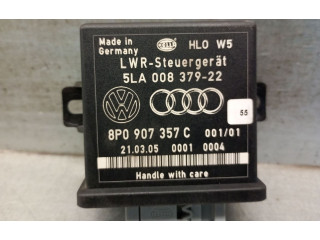 Made in
Germany
HELLA
HLO W5
LWR-Steuergerät
5LA 008 379-22
55
8P0 907 357 C 001/01
21.03.05 0001 0004
Handle with care